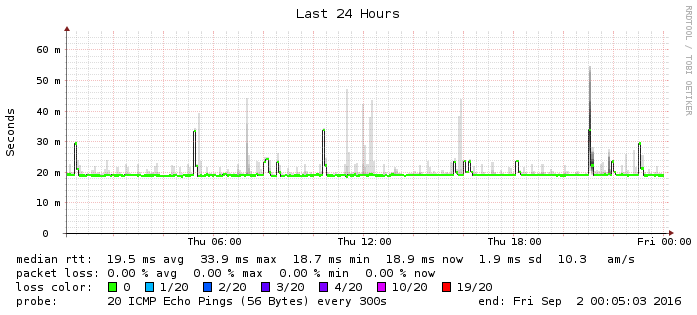 Last 24 Hours
RRDTOOL / TOBI OETIKER
Seconds
60 m
50 m
40 m
30 m
20 m
10 m
0
Thu 06:00 Thu 12:00 Thu 18:00 Fri 00:00
median rtt: 19.5 ms avg 33.9 ms max 18.7 ms min 18.9 ms now 1.9 ms sd 10.3 am/s
packet loss: 0.00 % avg 0.00 % max 0.00 % min 0.00 % now
loss color: 0 1/20 2/20 3/20 4/20 10/20 19/20
probe: 20 ICMP Echo Pings (56 Bytes) every 300s end: Fri Sep 2 00:05:03 2016